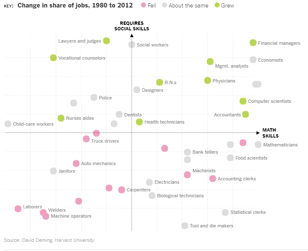 KEY: Change in share of jobs, 1980 to 2012 Fell About the same Grew
REQUIRES
SOCIAL SKILLS
Lawyers and judges
Social workers
Financial managers
Vocational counselors
Economists
Mgmt. analysts
R.N.s
Physicians
Designers
Police
Computer scientists
Dentists
Accountants
Nurses aides
Child-care workers
Health technicians
MATH
SKILLS
Truck drivers
Mathematicians
Bank tellers
Food scientists
Auto mechanics
Janitors
Machinists
Accounting clerks
Electricians
Carpenters
Biological technicians
Laborers
Welders
Machine operators
Statistical clerks
Tool and die makers
Source: David Deming, Harvard University